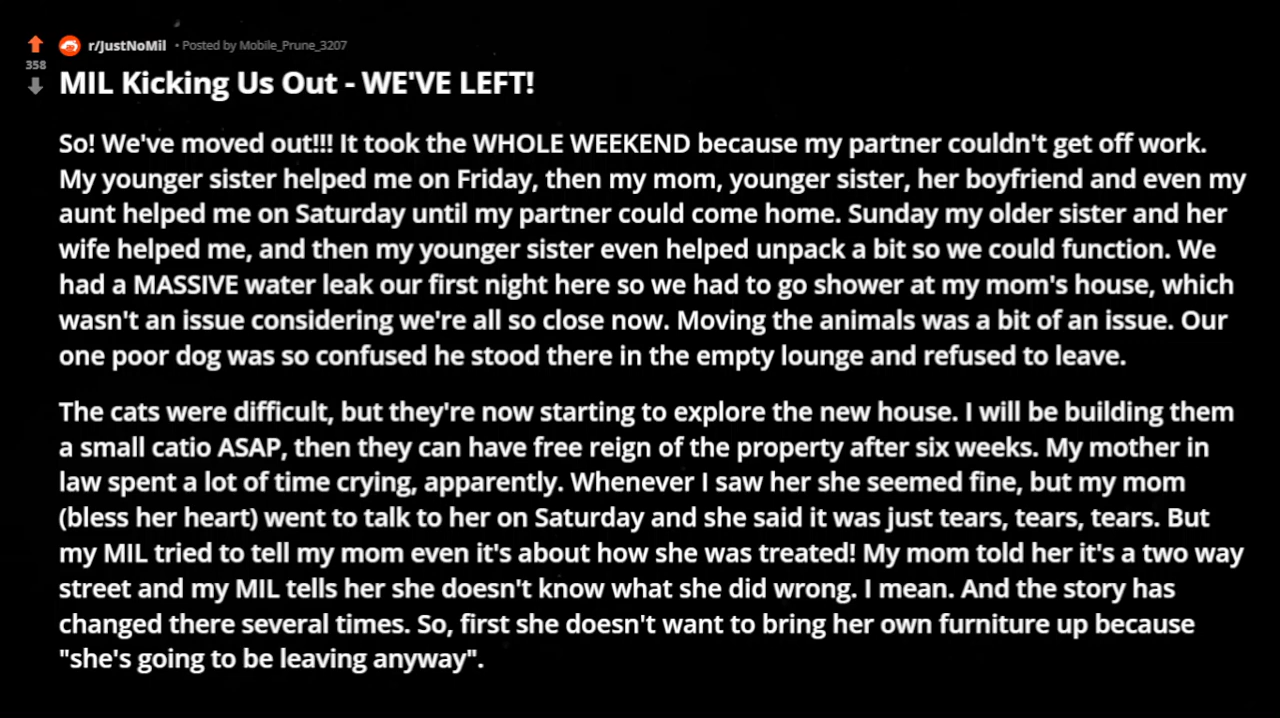 r/JustNoMil • Posted by Mobile_Prune_3207
358
MIL Kicking Us Out - WE'VE LEFT!
So! We've moved out!!! It took the WHOLE WEEKEND because my partner couldn't get off work.
My younger sister helped me on Friday, then my mom, younger sister, her boyfriend and even my
aunt helped me on Saturday until my partner could come home. Sunday my older sister and her
wife helped me, and then my younger sister even helped unpack a bit so we could function. We
had a MASSIVE water leak our first night here so we had to go shower at my mom's house, which
wasn't an issue considering we're all so close now. Moving the animals was a bit of an issue. Our
one poor dog was so confused he stood there in the empty lounge and refused to leave.
The cats were difficult, but they're now starting to explore the new house. I will be building them
a small catio ASAP, then they can have free reign of the property after six weeks. My mother in
law spent a lot of time crying, apparently. Whenever I saw her she seemed fine, but my mom
(bless her heart) went to talk to her on Saturday and she said it was just tears, tears, tears. But
my MIL tried to tell my mom even it's about how she was treated! My mom told her it's a two way
street and my MIL tells her she doesn't know what she did wrong. I mean. And the story has
changed there several times. So, first she doesn't want to bring her own furniture up because
"she's going to be leaving anyway".